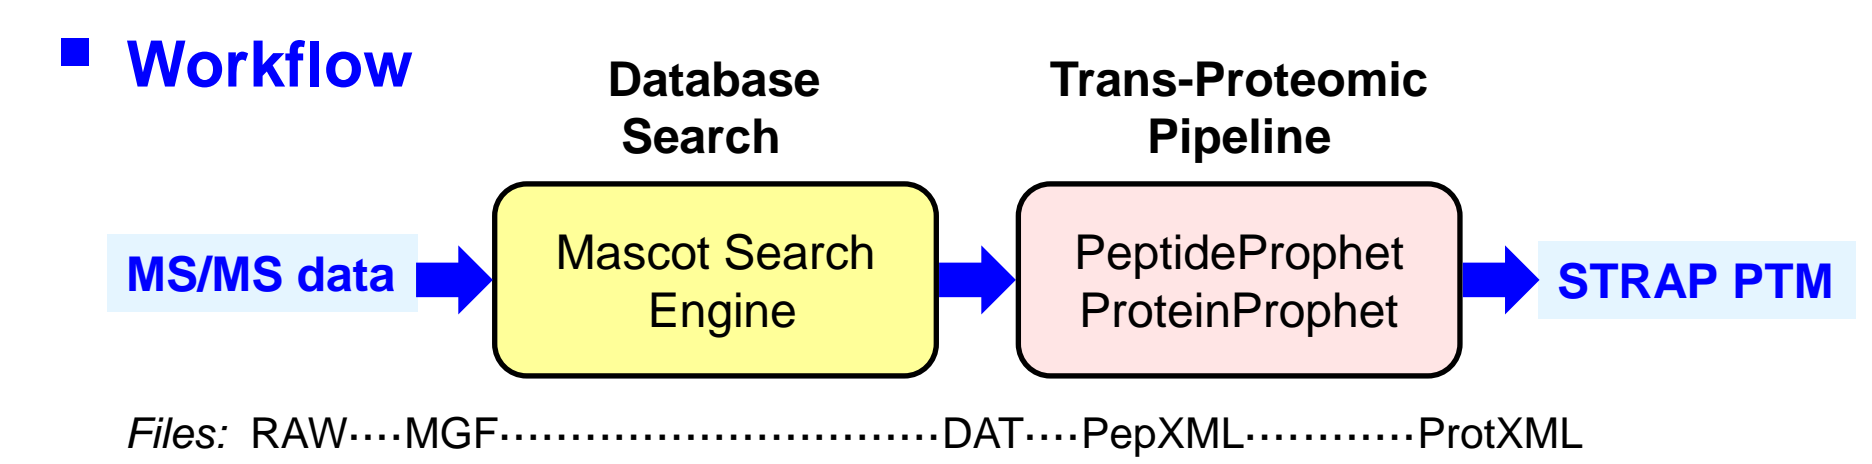 ▪ Workflow
Database
Search
Trans-Proteomic
Pipeline
MS/MS data
Mascot Search
Engine
PeptideProphet
ProteinProphet
STRAP PTM
Files: RAW····MGF·······························DAT····PepXML············ProtXML